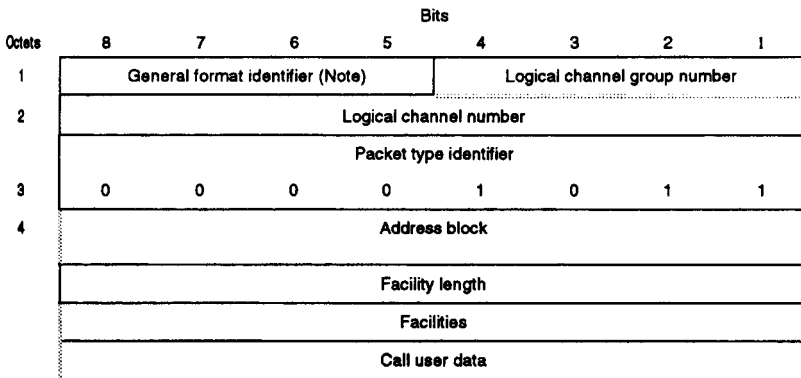 Bits
Octets 8 7 6 5 4 3 2 1
1 General format identifier (Note) Logical channel group number
2 Logical channel number
Packet type identifier
3 0 0 0 0 1 0 1 1
4 Address block
Facility length
Facilities
Call user data